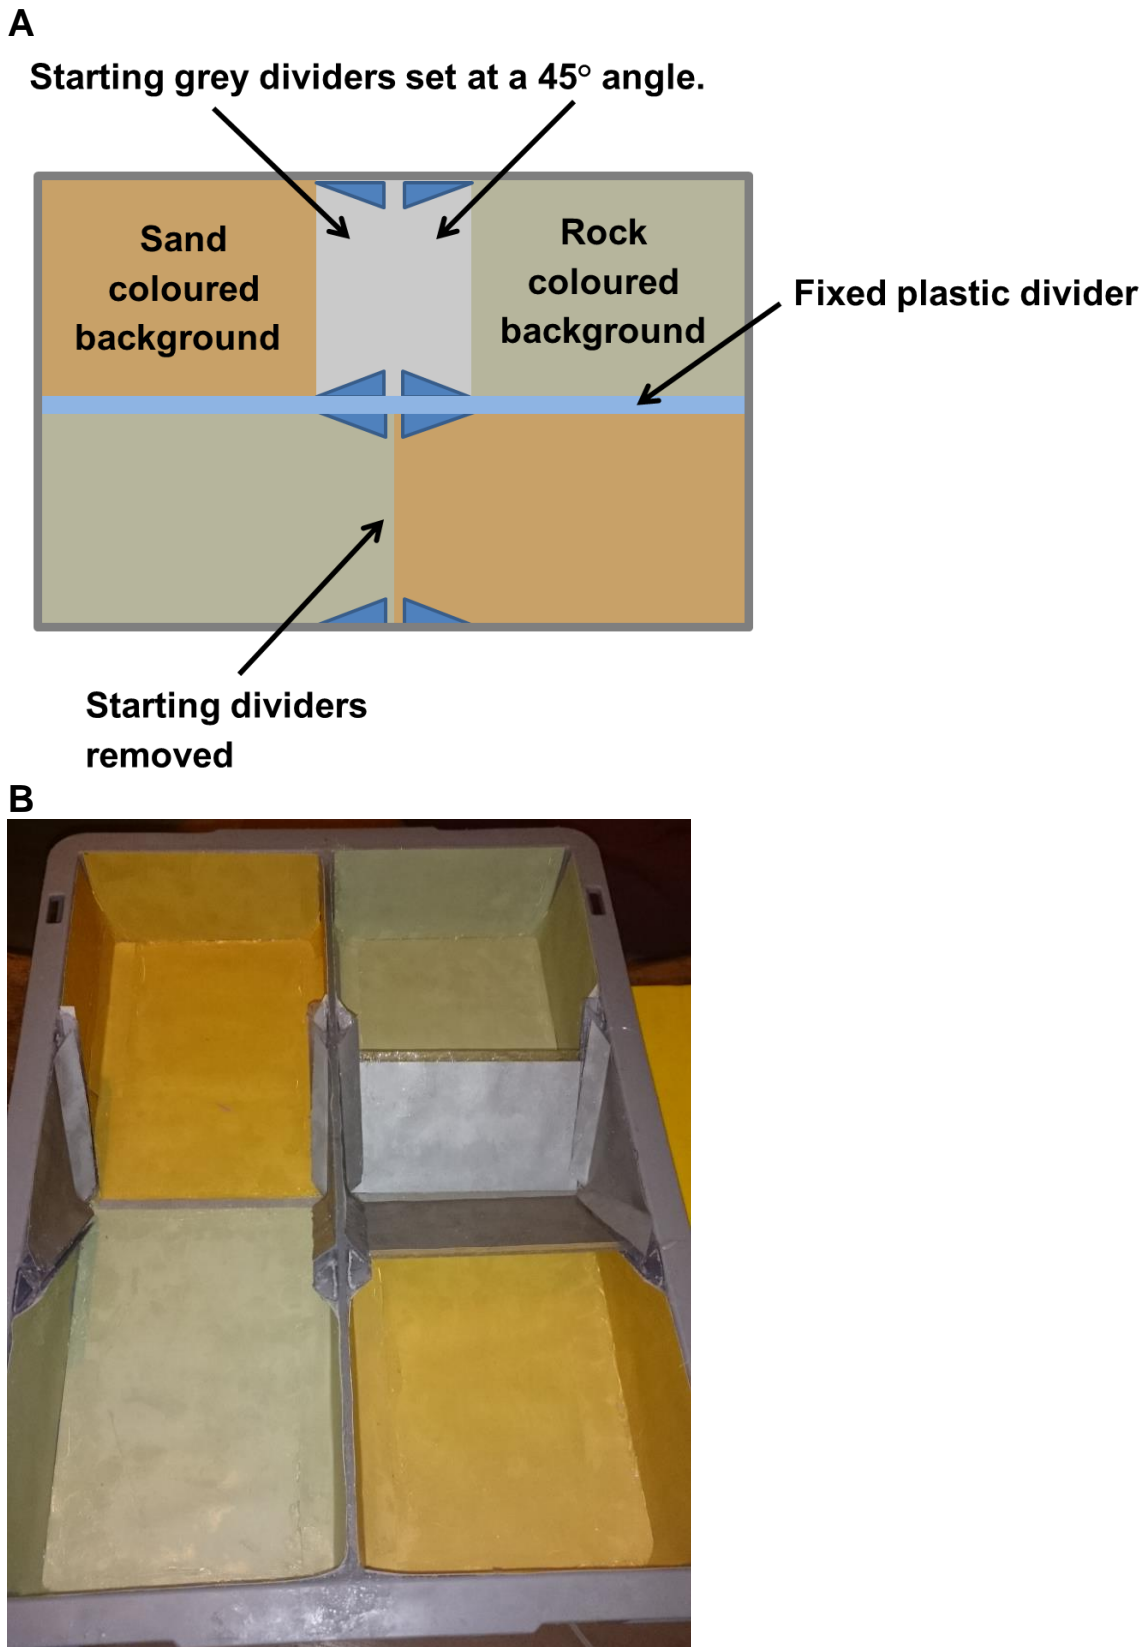 A
Starting grey dividers set at a 45° angle.
Sand
coloured
background
Rock
coloured
background
Fixed plastic divider
Starting dividers
removed
B